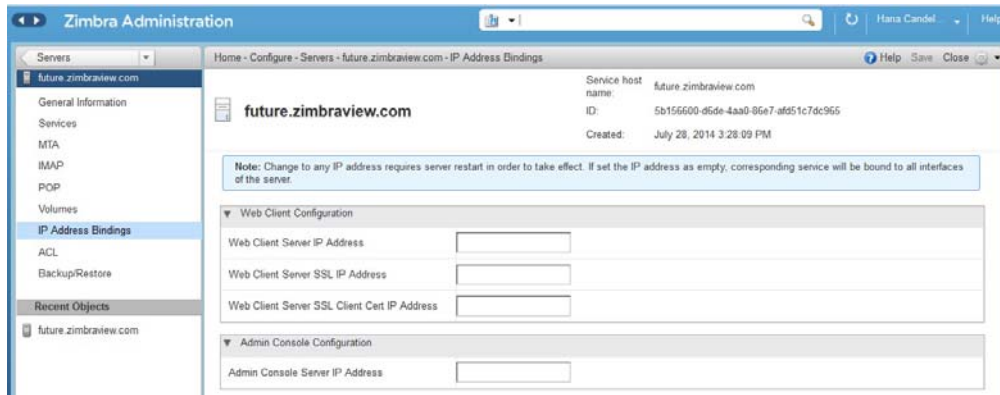 Zimbra Administration
Hana Candel...
Help
Servers
Home - Configure - Servers - future.zimbraview.com - IP Address Bindings
Help Save Close
future.zimbraview.com
General Information
Services
MTA
IMAP
POP
Volumes
IP Address Bindings
ACL
Backup/Restore
Recent Objects
future.zimbraview.com
future.zimbraview.com
Service host name:
future.zimbraview.com
ID:
5b156600-d6de-4aa0-86e7-afd51c7dc965
Created:
July 28, 2014 3:28:09 PM
Note: Change to any IP address requires server restart in order to take effect. If set the IP address as empty, corresponding service will be bound to all interfaces
of the server.
Web Client Configuration
Web Client Server IP Address
Web Client Server SSL IP Address
Web Client Server SSL Client Cert IP Address
Admin Console Configuration
Admin Console Server IP Address